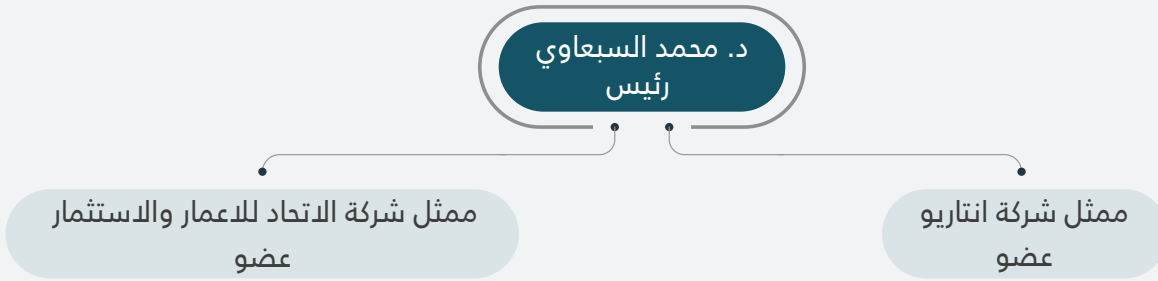 د. محمد السبعاوي
رئيس
ممثل شركة انتاريو
عضو
ممثل شركة الاتحاد للاعمار والاستثمار
عضو